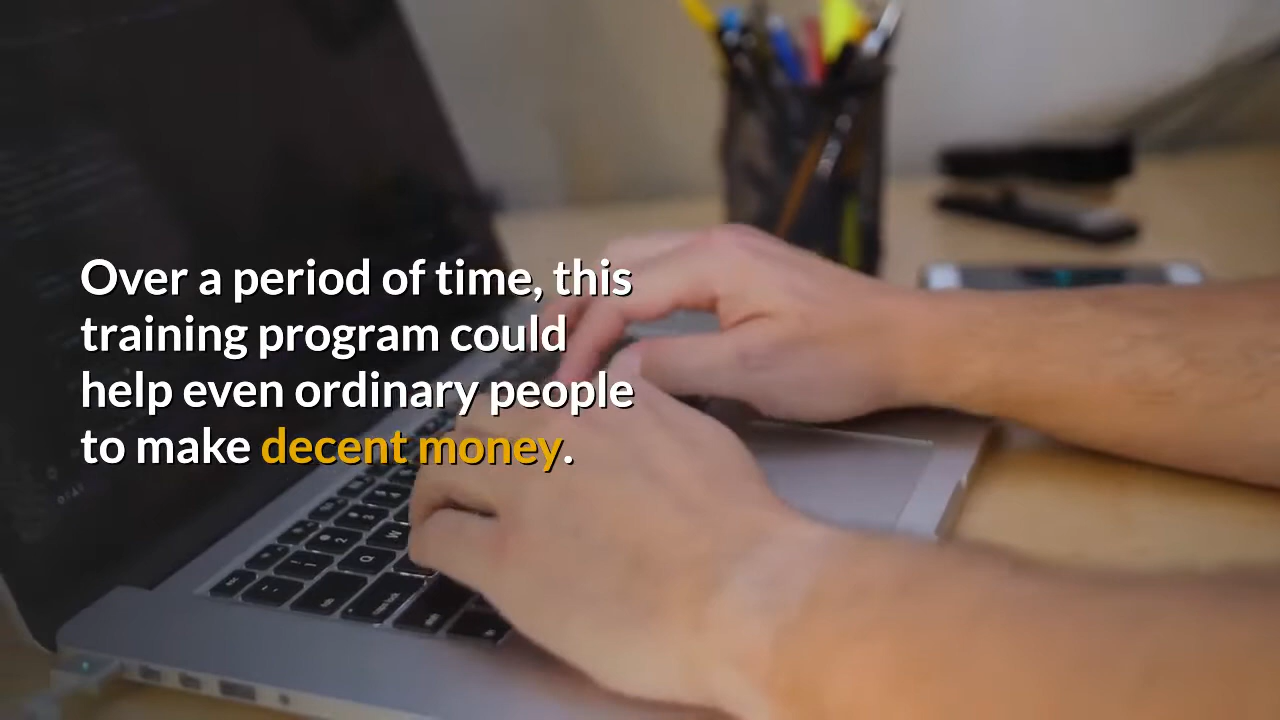 Over a period of time, this
training program could
help even ordinary people
to make decent money.